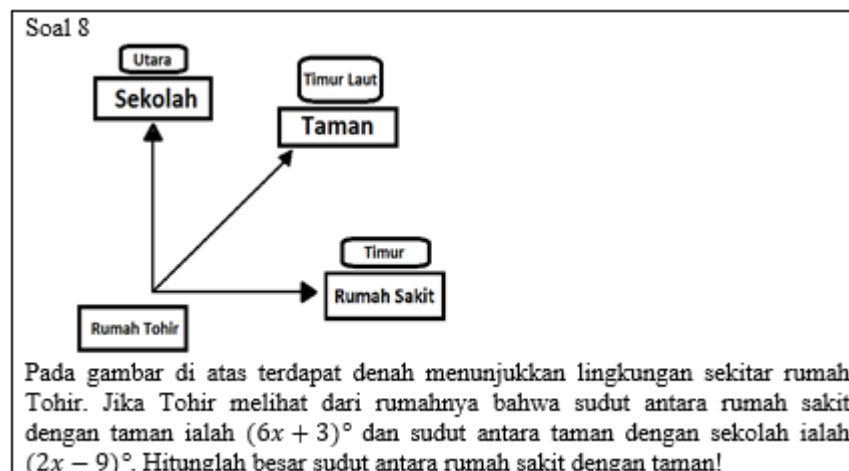 Soal 8
Utara
Sekolah
Timur Laut
Taman
Timur
Rumah Sakit
Rumah Tohir
Pada gambar di atas terdapat denah menunjukkan lingkungan sekitar rumah
Tohir. Jika Tohir melihat dari rumahnya bahwa sudut antara rumah sakit
dengan taman ialah (6x + 3)° dan sudut antara taman dengan sekolah ialah
(2x − 9)°. Hitunglah besar sudut antara rumah sakit dengan taman!